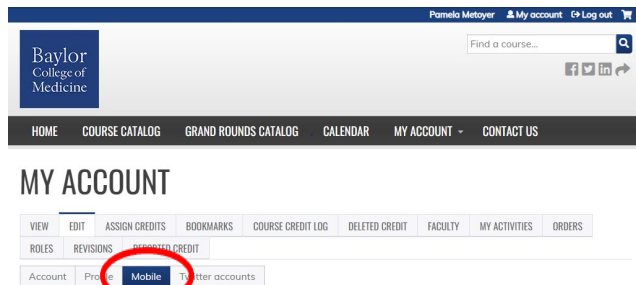 Pamela Metoyer My account Log out
Find a course...
Baylor
College of
Medicine
HOME COURSE CATALOG GRAND ROUNDS CATALOG CALENDAR MY ACCOUNT CONTACT US
MY ACCOUNT
VIEW EDIT ASSIGN CREDITS BOOKMARKS COURSE CREDIT LOG DELETED CREDIT FACULTY MY ACTIVITIES ORDERS
ROLES REVISIONS REPORTED CREDIT
Account Profile Mobile Twitter accounts